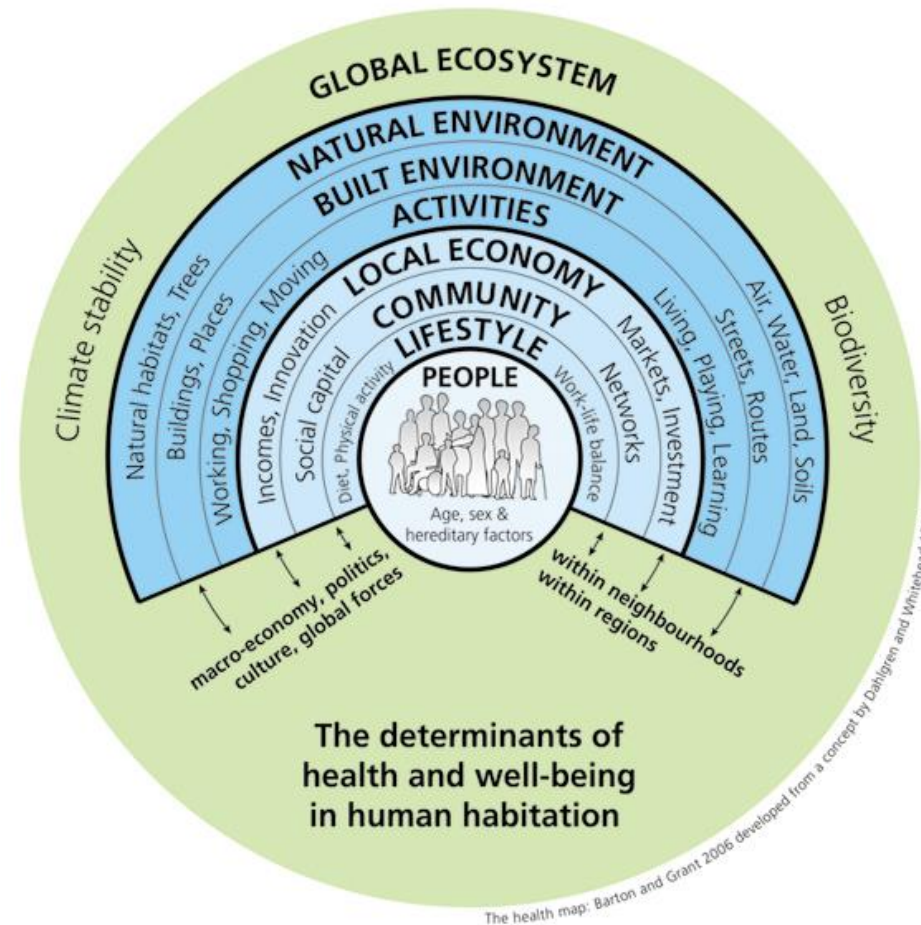 GLOBAL ECOSYSTEM
NATURAL ENVIRONMENT
BUILT ENVIRONMENT
ACTIVITIES
LOCAL ECONOMY
COMMUNITY
LIFESTYLE
PEOPLE
Age, sex &
hereditary factors
Climate stability
Natural habitats, Trees
Buildings, Places
Working, Shopping, Moving
Incomes, Innovation
Social capital
Diet, Physical activity
Work-life balance
Networks
Markets, Investment
Living, Playing, Learning
Streets, Routes
Air, Water, Land, Soils
Biodiversity
macro-economy, politics,
culture, global forces
within neighbourhoods
within regions
The determinants of
health and well-being
in human habitation
The health map: Barton and Grant 2006 developed from a concept by Dahlgren and Whitehead